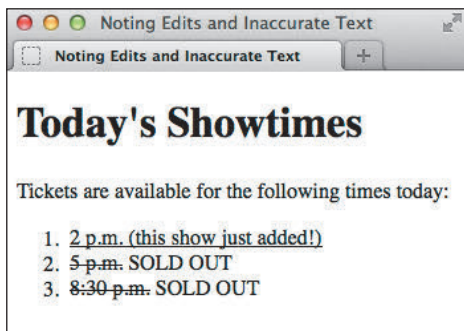 Noting Edits and Inaccurate Text
Noting Edits and Inaccurate Text
Today's Showtimes
Tickets are available for the following times today:
1. 2 p.m. (this show just added!)
2. 5 p.m. SOLD OUT
3. 8:30 p.m. SOLD OUT